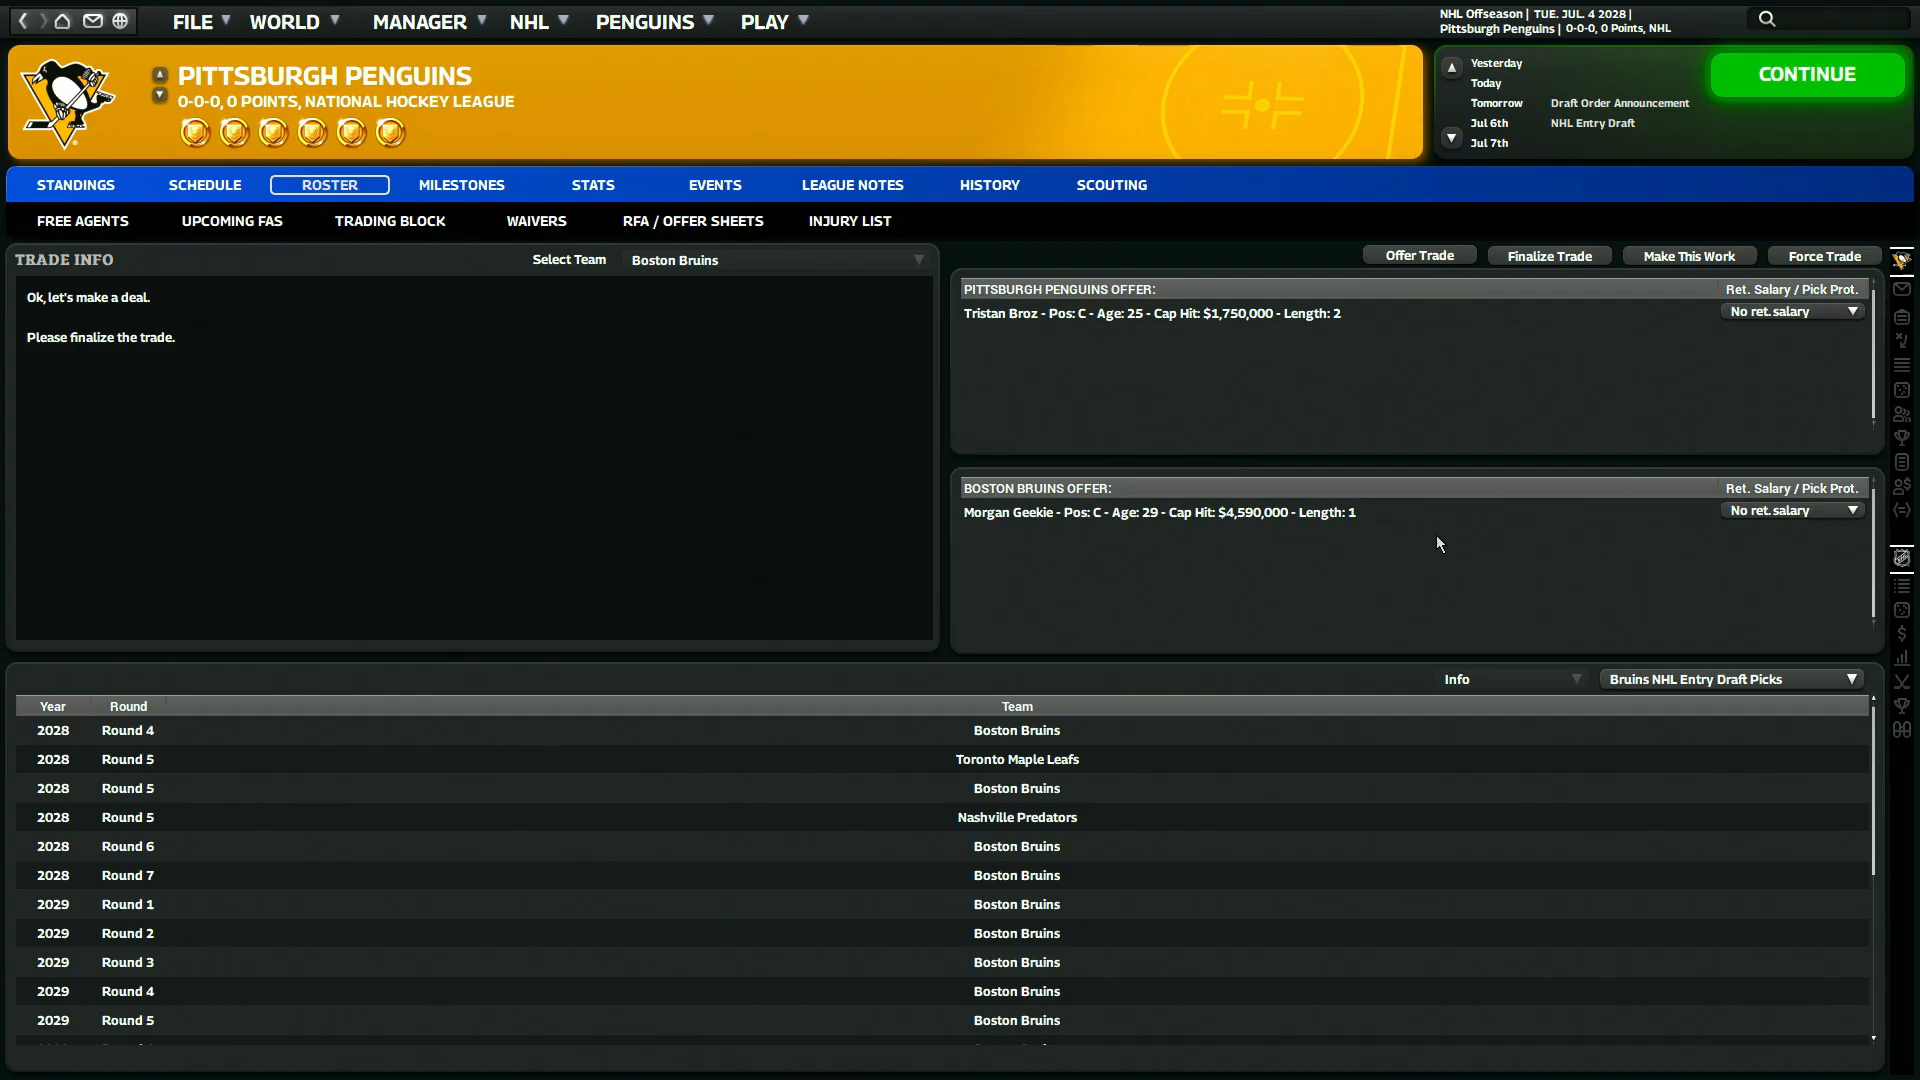 FILE WORLD MANAGER NHL PENGUINS PLAY
NHL Offseason | TUE. JUL. 4 2028 |
Pittsburgh Penguins | 0-0-0, 0 Points, NHL
PITTSBURGH PENGUINS
0-0-0, 0 POINTS, NATIONAL HOCKEY LEAGUE
Yesterday
Today
Tomorrow Draft Order Announcement
Jul 6th NHL Entry Draft
Jul 7th
CONTINUE
STANDINGS SCHEDULE ROSTER MILESTONES STATS EVENTS LEAGUE NOTES HISTORY SCOUTING
FREE AGENTS UPCOMING FAS TRADING BLOCK WAIVERS RFA / OFFER SHEETS INJURY LIST
TRADE INFO Select Team Boston Bruins
Ok, let's make a deal.
Please finalize the trade.
Offer Trade Finalize Trade Make This Work Force Trade
PITTSBURGH PENGUINS OFFER: Ret. Salary / Pick Prot.
Tristan Broz - Pos: C - Age: 25 - Cap Hit: $1,750,000 - Length: 2 No ret. salary
BOSTON BRUINS OFFER: Ret. Salary / Pick Prot.
Morgan Geekie - Pos: C - Age: 29 - Cap Hit: $4,590,000 - Length: 1 No ret. salary
Info Bruins NHL Entry Draft Picks
Year Round Team
2028 Round 4 Boston Bruins
2028 Round 5 Toronto Maple Leafs
2028 Round 5 Boston Bruins
2028 Round 5 Nashville Predators
2028 Round 6 Boston Bruins
2028 Round 7 Boston Bruins
2029 Round 1 Boston Bruins
2029 Round 2 Boston Bruins
2029 Round 3 Boston Bruins
2029 Round 4 Boston Bruins
2029 Round 5 Boston Bruins